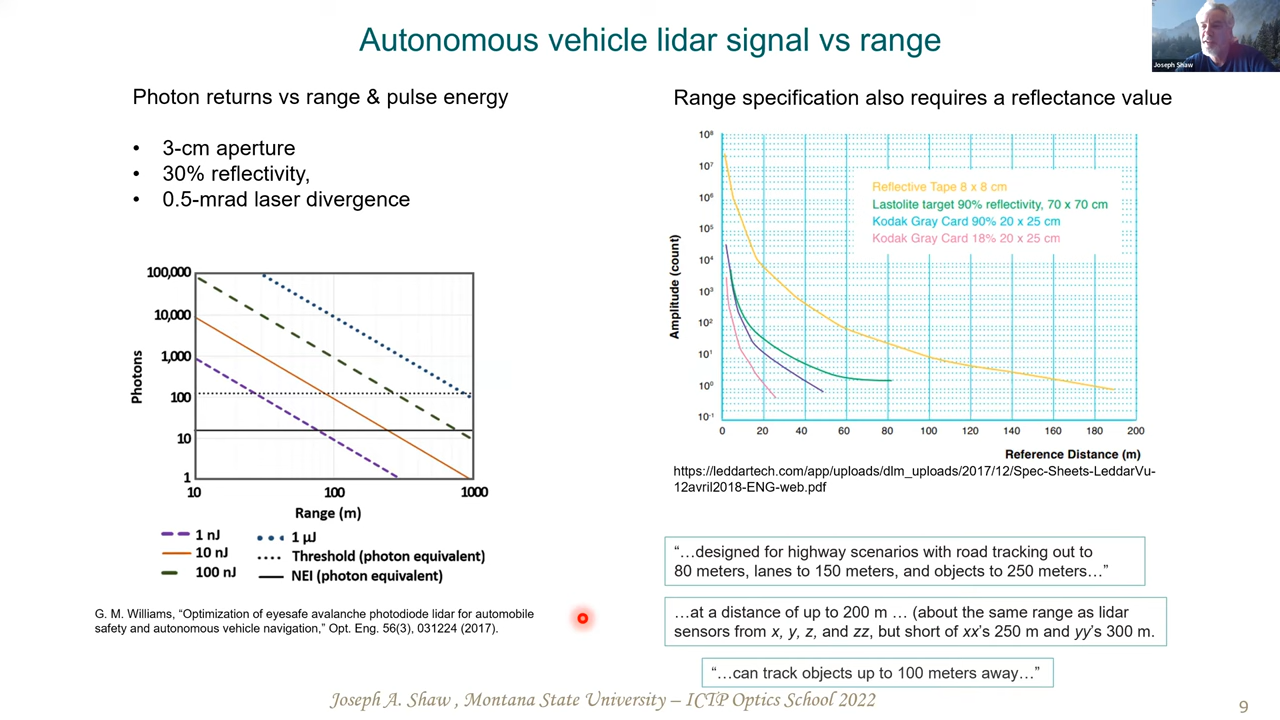 Autonomous vehicle lidar signal vs range
Joseph Shaw
Photon returns vs range & pulse energy
• 3-cm aperture
• 30% reflectivity,
• 0.5-mrad laser divergence
Photons
100,000
10,000
1,000
100
10
1
10 100 1000
Range (m)
1 nJ
10 nJ
100 nJ
1 µJ
Threshold (photon equivalent)
NEI (photon equivalent)
G. M. Williams, “Optimization of eyesafe avalanche photodiode lidar for automobile
safety and autonomous vehicle navigation,” Opt. Eng. 56(3), 031224 (2017).
Range specification also requires a reflectance value
Amplitude (count)
10⁸
10⁷
10⁶
10⁵
10⁴
10³
10²
10¹
10⁰
10⁻¹
Reflective Tape 8 x 8 cm
Lastolite target 90% reflectivity, 70 x 70 cm
Kodak Gray Card 90% 20 x 25 cm
Kodak Gray Card 18% 20 x 25 cm
0 20 40 60 80 100 120 140 160 180 200
Reference Distance (m)
https://leddartech.com/app/uploads/dlm_uploads/2017/12/Spec-Sheets-LeddarVu-
12avril2018-ENG-web.pdf
“…designed for highway scenarios with road tracking out to
80 meters, lanes to 150 meters, and objects to 250 meters…”
…at a distance of up to 200 m … (about the same range as lidar
sensors from x, y, z, and zz, but short of xx’s 250 m and yy’s 300 m.
“…can track objects up to 100 meters away…”
Joseph A. Shaw , Montana State University – ICTP Optics School 2022
9